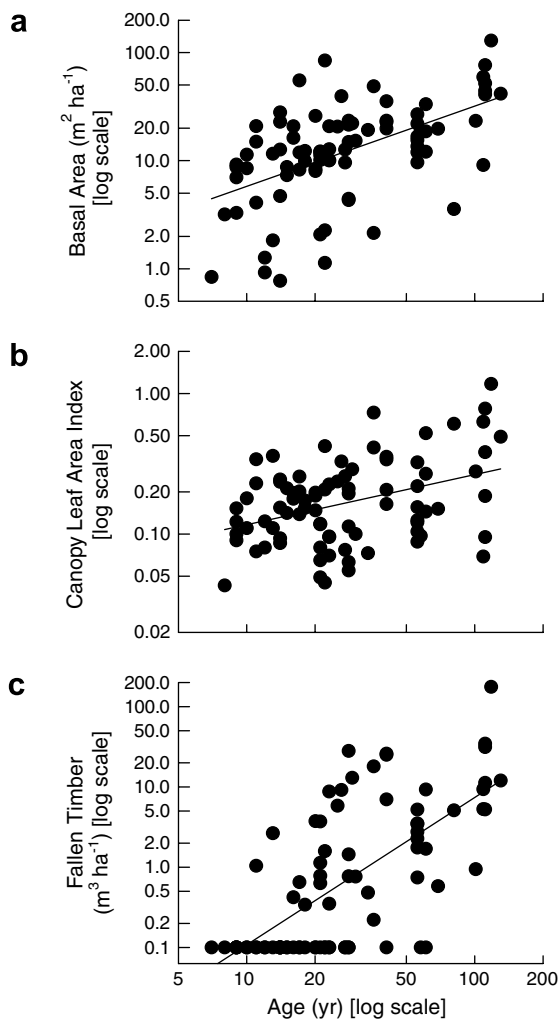 a
Basal Area (m² ha⁻¹)
[log scale]
200.0
100.0
50.0
20.0
10.0
5.0
2.0
1.0
0.5
b
Canopy Leaf Area Index
[log scale]
2.00
1.00
0.50
0.20
0.10
0.05
0.02
c
Fallen Timber
(m³ ha⁻¹) [log scale]
200.0
100.0
50.0
20.0
10.0
5.0
2.0
1.0
0.5
0.2
0.1
5 10 20 50 100 200
Age (yr) [log scale]